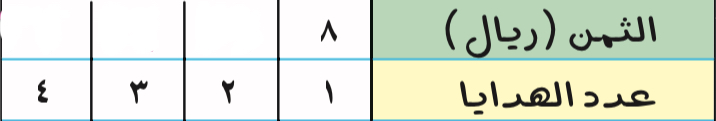 الثمن (ريال) ٨
عدد الهدايا ١ ٢ ٣ ٤